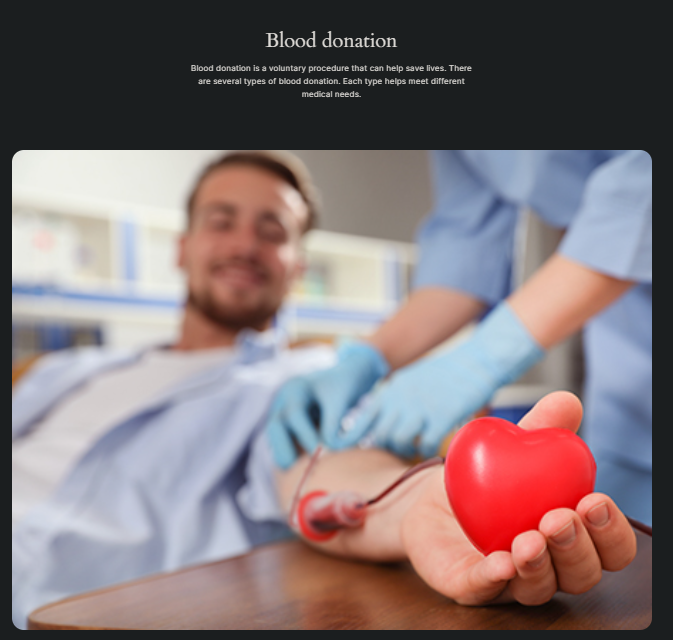 Blood donation
Blood donation is a voluntary procedure that can help save lives. There
are several types of blood donation. Each type helps meet different
medical needs.